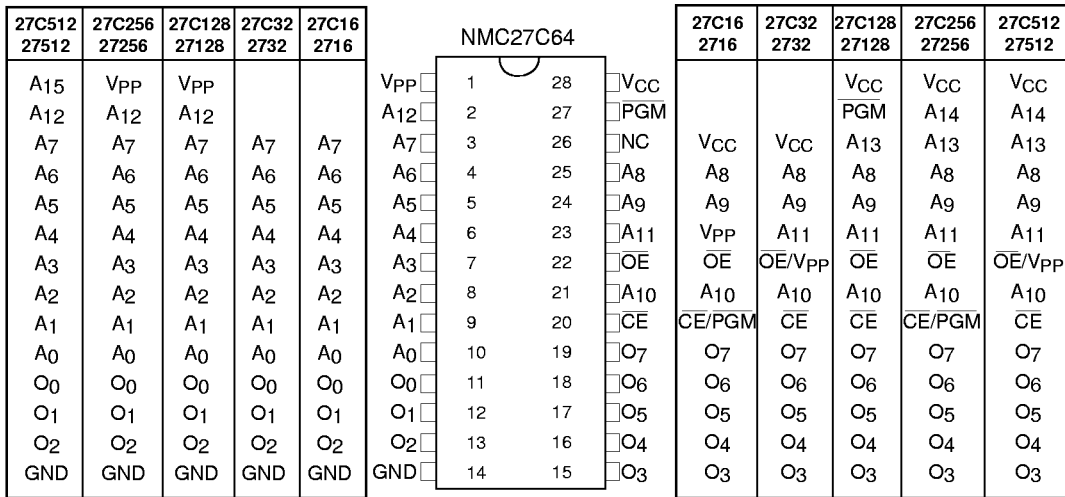 27C512 27C256 27C128 27C32 27C16 NMC27C64 27C16 27C32 27C128 27C256 27C512
27512 27256 27128 2732 2716 2716 2732 27128 27256 27512
A15 VPP VPP VPP 1 28 VCC VCC VCC VCC
A12 A12 A12 A12 2 27 PGM PGM A14 A14
A7 A7 A7 A7 A7 A7 3 26 NC VCC VCC A13 A13 A13
A6 A6 A6 A6 A6 A6 4 25 A8 A8 A8 A8 A8 A8
A5 A5 A5 A5 A5 A5 5 24 A9 A9 A9 A9 A9 A9
A4 A4 A4 A4 A4 A4 6 23 A11 VPP A11 A11 A11 A11
A3 A3 A3 A3 A3 A3 7 22 OE OE OE/VPP OE OE OE/VPP
A2 A2 A2 A2 A2 A2 8 21 A10 A10 A10 A10 A10 A10
A1 A1 A1 A1 A1 A1 9 20 CE CE/PGM CE CE CE/PGM CE
A0 A0 A0 A0 A0 A0 10 19 O7 O7 O7 O7 O7 O7
O0 O0 O0 O0 O0 O0 11 18 O6 O6 O6 O6 O6 O6
O1 O1 O1 O1 O1 O1 12 17 O5 O5 O5 O5 O5 O5
O2 O2 O2 O2 O2 O2 13 16 O4 O4 O4 O4 O4 O4
GND GND GND GND GND GND 14 15 O3 O3 O3 O3 O3 O3